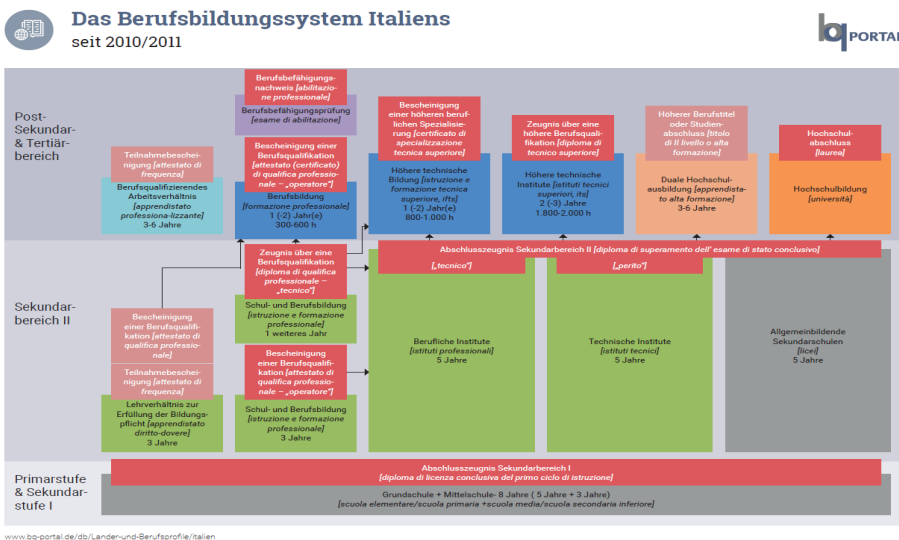 Das Berufsbildungssystem Italiens
seit 2010/2011
bq PORTAL
Post-
Sekundar-
& Tertiär-
bereich
Berufsbefähigungs-
nachweis [abilitazio-
ne professionale]
Berufsbefähigungsprüfung
[esame di abilitazione]
Teilnahmebeschei-
nigung [attestato di
frequenza]
Berufsqualifizierendes
Arbeitsverhältnis
[apprendistato
professiona-lizzante]
3-6 Jahre
Bescheinigung einer
Berufsqualifikation
[attestato (certificato)
di qualifica professio-
nale – „operatore“]
Berufsbildung
[formazione professionale]
1 (-2) Jahr(e)
300-600 h
Bescheinigung
einer höheren beruf-
lichen Spezialisie-
rung [certificato di
specializzazione
tecnica superiore]
Höhere technische
Bildung [istruzione e
formazione tecnica
superiore, ifts]
1 (-2) Jahr(e)
800-1.000 h
Zeugnis über eine
höhere Berufsquali-
fikation [diploma di
tecnico superiore]
Höhere technische
Institute [istituti tecnici
superiori, its]
2 (-3) Jahre
1.800-2.000 h
Höherer Berufstitel
oder Studien-
abschluss [titolo
di II livello o alta
formazione]
Duale Hochschul-
ausbildung [apprendista-
to alta formazione]
3-6 Jahre
Hochschul-
abschluss
[laurea]
Hochschulbildung
[università]
Sekundar-
bereich II
Abschlusszeugnis Sekundarbereich II [diploma di superamento dell' esame di stato conclusivo]
[„tecnico“]
[„perito“]
Zeugnis über eine
Berufsqualifikation
[diploma di qualifica
professionale –
„tecnico“]
Schul- und Berufsbildung
[istruzione e formazione
professionale]
1 weiteres Jahr
Bescheinigung
einer Berufsqualifi-
kation [attestato di
qualifica professio-
nale]
Teilnahmebeschei-
nigung [attestato di
frequenza]
Lehrverhältnis zur
Erfüllung der Bildungs-
pflicht [apprendistato
diritto-dovere]
3 Jahre
Bescheinigung
einer Berufsqualifi-
kation [attestato di
qualifica professio-
nale – „operatore“]
Schul- und Berufsbildung
[istruzione e formazione
professionale]
3 Jahre
Berufliche Institute
[istituti professionali]
5 Jahre
Technische Institute
[istituti tecnici]
5 Jahre
Allgemeinbildende
Sekundarschulen
[licei]
5 Jahre
Primarstufe
& Sekundar-
stufe I
Abschlusszeugnis Sekundarbereich I
[diploma di licenza conclusiva del primo ciclo di istruzione]
Grundschule + Mittelschule- 8 Jahre ( 5 Jahre + 3 Jahre)
[scuola elementare/scuola primaria +scuola media/scuola secondaria inferiore]
www.bq-portal.de/db/Lander-und-Berufsprofile/italien